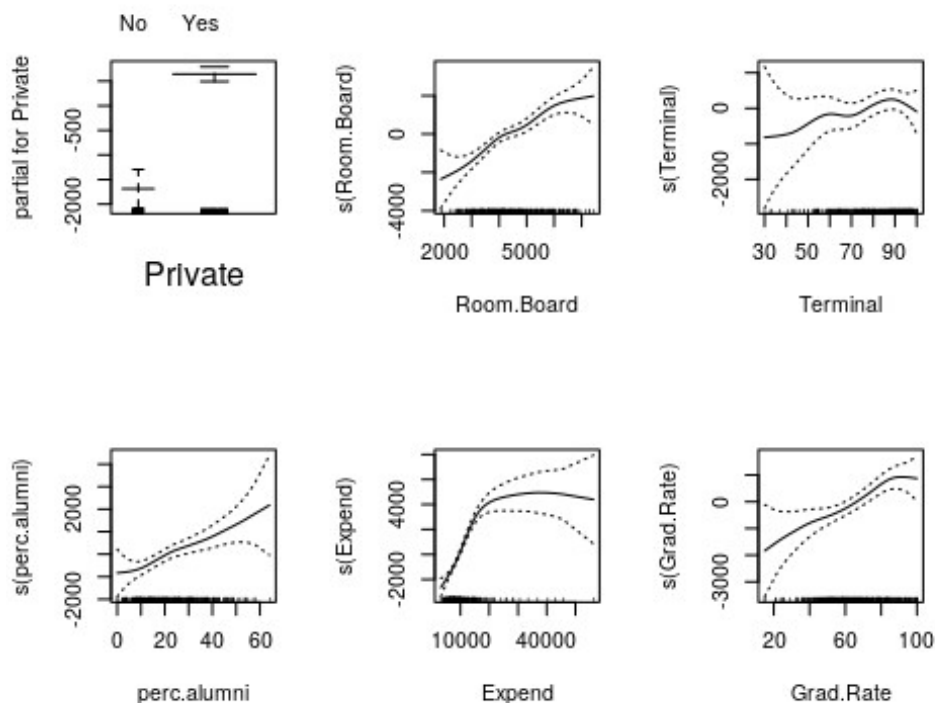 No Yes
partial for Private
-500
-2000
Private
s(Room.Board)
0
-4000
2000 5000
Room.Board
s(Terminal)
0
-2000
30 50 70 90
Terminal
s(perc.alumni)
2000
-2000
0 20 40 60
perc.alumni
s(Expend)
4000
-2000
10000 40000
Expend
s(Grad.Rate)
0
-3000
20 60 100
Grad.Rate